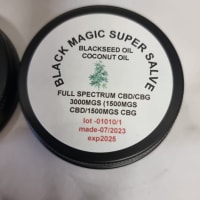 BLACK MAGIC SUPER SALVE
BLACKSEED OIL
COCONUT OIL
FULL SPECTRUM CBD/CBG
3000MGS (1500MGS
CBD/1500MGS CBG
lot -01010/1
made-07/2023
exp2025